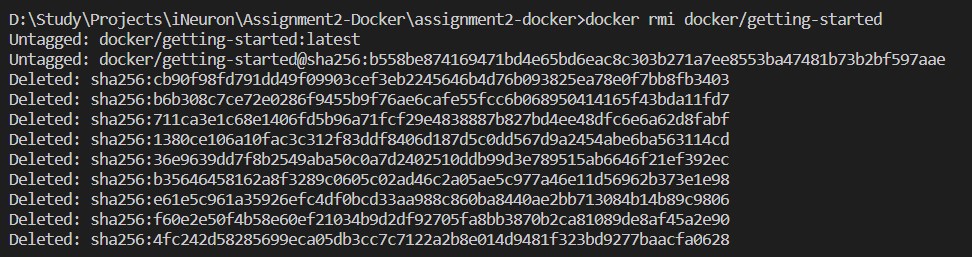 D:\Study\Projects\iNeuron\Assignment2-Docker\assignment2-docker>docker rmi docker/getting-started
Untagged: docker/getting-started:latest
Untagged: docker/getting-started@sha256:b558be874169471bd4e65bd6eac8c303b271a7ee8553ba47481b73b2bf597aae
Deleted: sha256:cb90f98fd791dd49f09903cef3eb2245646b4d76b093825ea78e0f7bb8fb3403
Deleted: sha256:b6b308c7ce72e0286f9455b9f76ae6cafe55fcc6b068950414165f43bda11fd7
Deleted: sha256:711ca3e1c68e1406fd5b96a71fcf29e4838887b827bd4ee48dfc6e6a62d8fabf
Deleted: sha256:1380ce106a10fac3c312f83ddf8406d187d5c0dd567d9a2454abe6ba563114cd
Deleted: sha256:36e9639dd7f8b2549aba50c0a7d2402510ddb99d3e789515ab6646f21ef392ec
Deleted: sha256:b35646458162a8f3289c0605c02ad46c2a05ae5c977a46e11d56962b373e1e98
Deleted: sha256:e61e5c961a35926efc4df0bcd33aa988c860ba8440ae2bb713084b14b89c9806
Deleted: sha256:f60e2e50f4b58e60ef21034b9d2df92705fa8bb3870b2ca81089de8af45a2e90
Deleted: sha256:4fc242d58285699eca05db3cc7c7122a2b8e014d9481f323bd9277baacfa0628